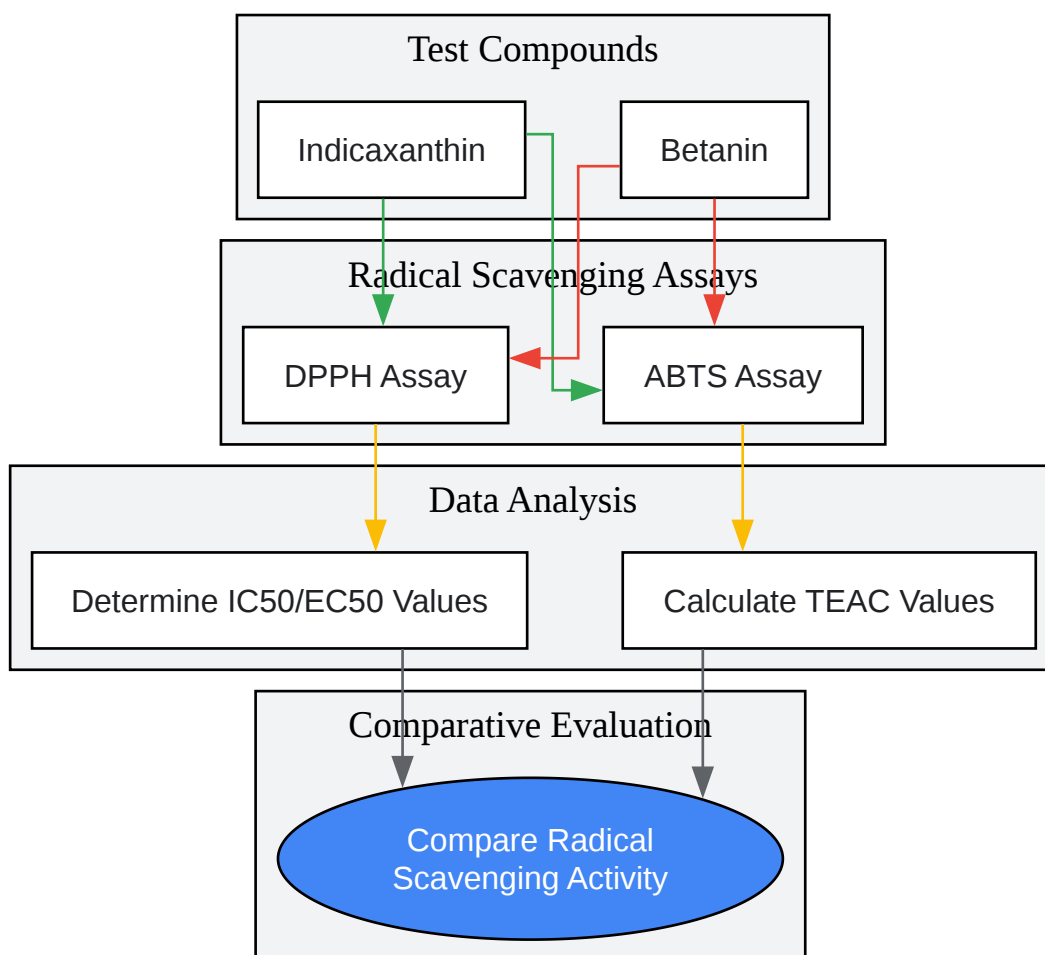 Test Compounds
Indicaxanthin
Betanin
Radical Scavenging Assays
DPPH Assay
ABTS Assay
Data Analysis
Determine IC50/EC50 Values
Calculate TEAC Values
Comparative Evaluation
Compare Radical
Scavenging Activity